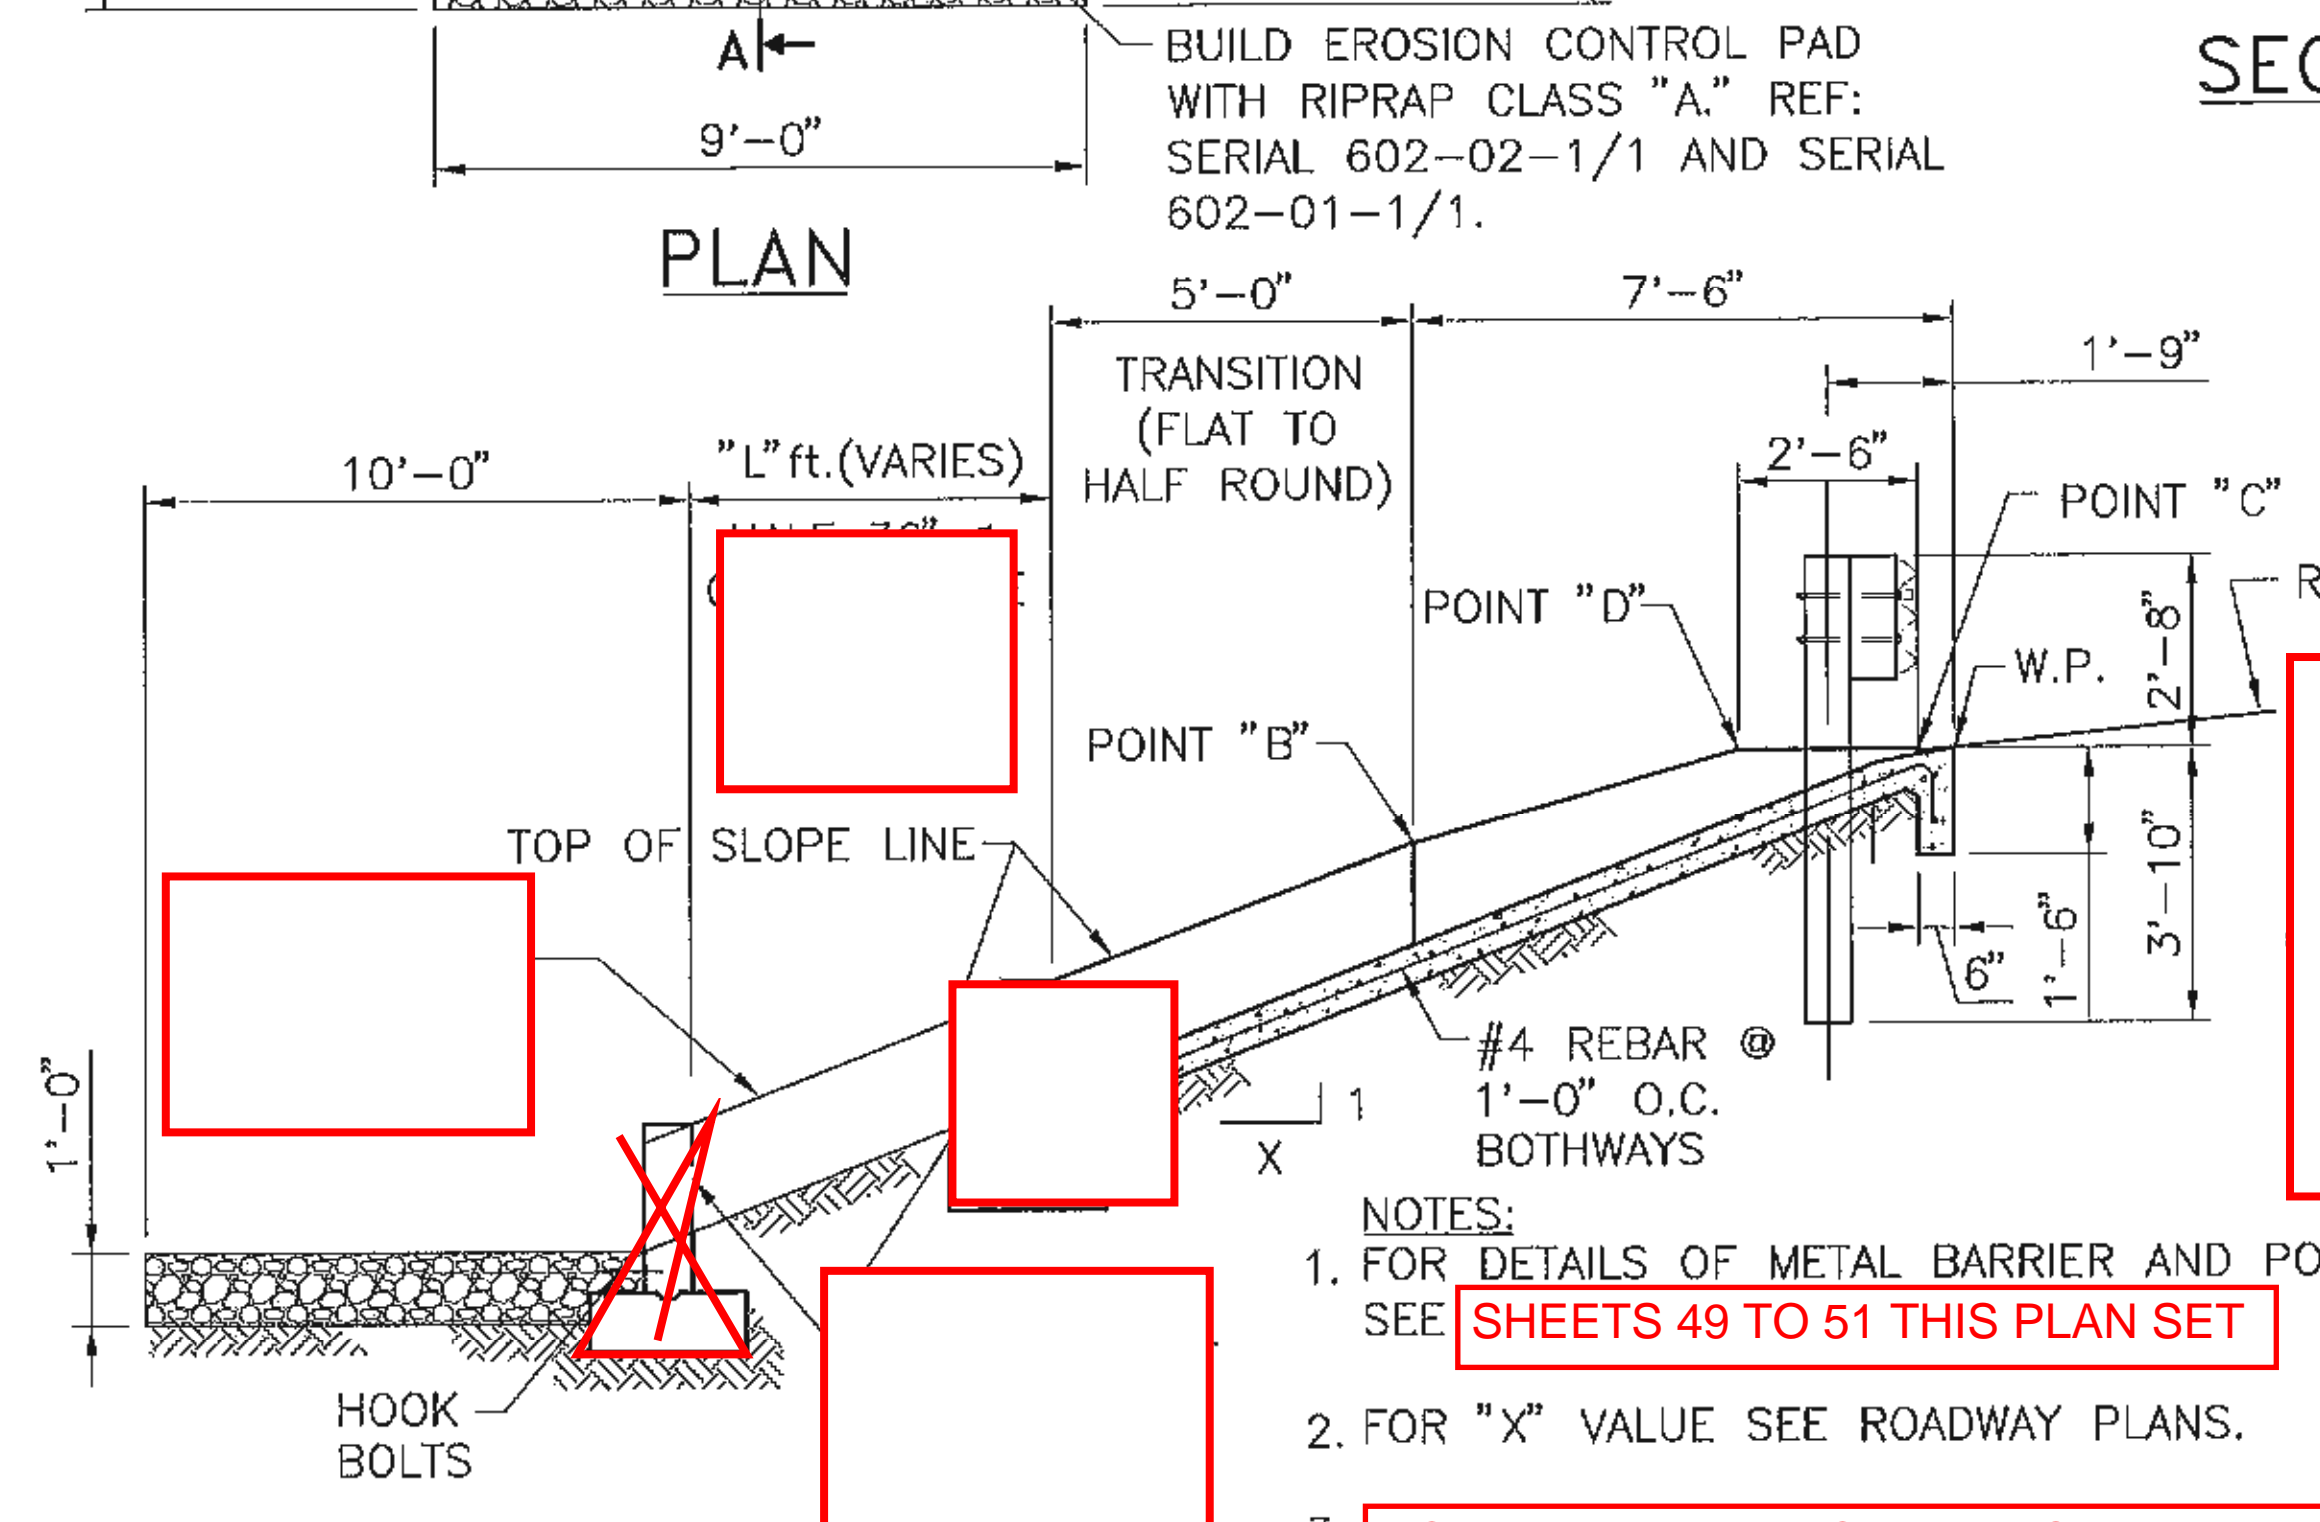 A
BUILD EROSION CONTROL PAD
WITH RIPRAP CLASS "A." REF:
SERIAL 602-02-1/1 AND SERIAL
602-01-1/1.
9'-0"
PLAN
5'-0"
7'-6"
1'-9"
TRANSITION
(FLAT TO
HALF ROUND)
"L" ft.(VARIES)
10'-0"
2'-6"
POINT "C"
POINT "D"
2'-8"
W.P.
POINT "B"
TOP OF SLOPE LINE
3'-10"
1'-6"
6"
#4 REBAR @
1'-0" O.C.
BOTHWAYS
1
X
1'-0"
NOTES:
1. FOR DETAILS OF METAL BARRIER AND
SEE SHEETS 49 TO 51 THIS PLAN SET
2. FOR "X" VALUE SEE ROADWAY PLANS.
HOOK
BOLTS